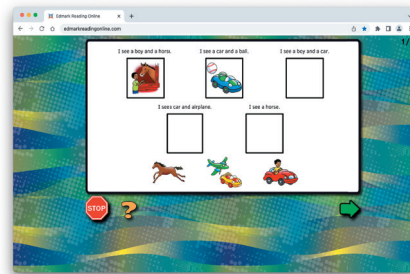 Edmark Reading Online
edmarkreadingonline.com
I see a boy and a horse. I see a car and a ball. I see a boy and a car.
I see a car and airplane. I see a horse.
STOP
?